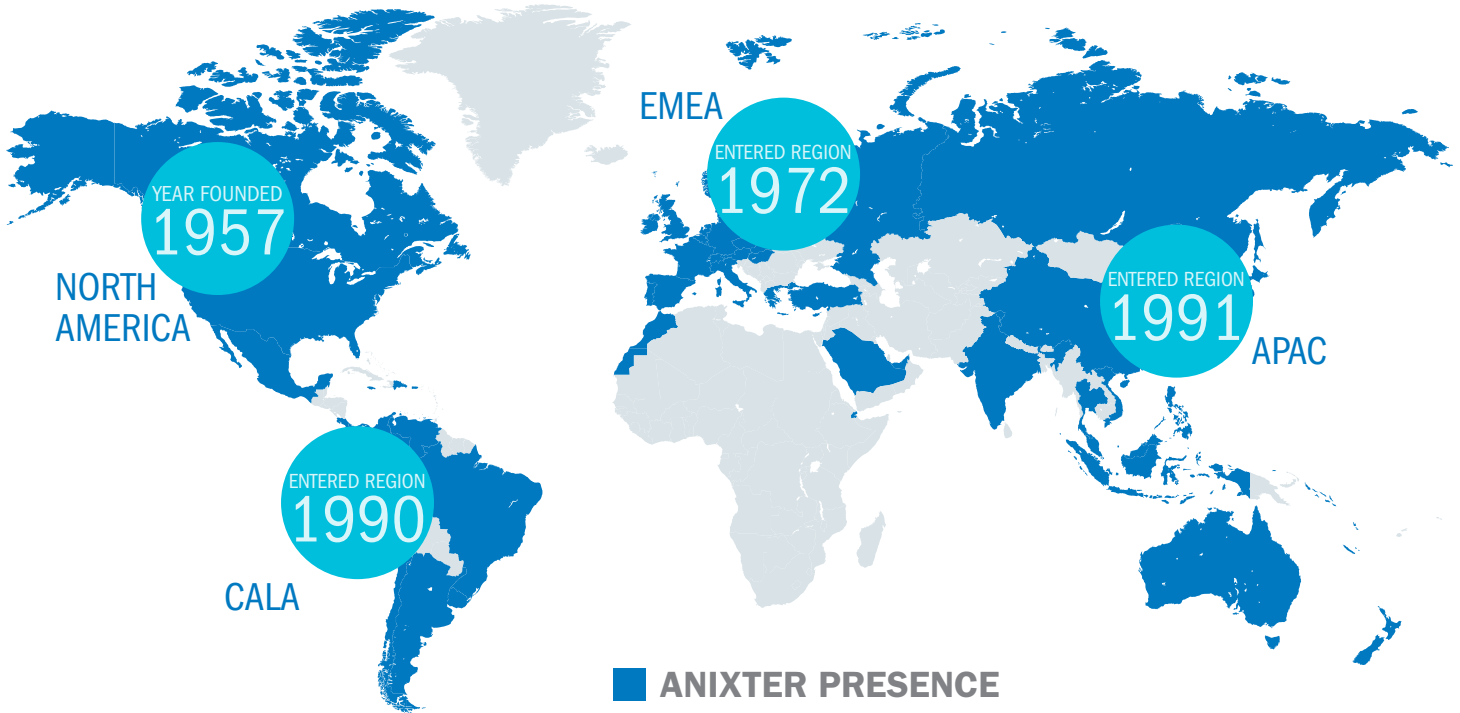 EMEA
ENTERED REGION
1972
YEAR FOUNDED
1957
NORTH
AMERICA
ENTERED REGION
1991
APAC
ENTERED REGION
1990
CALA
ANIXTER PRESENCE